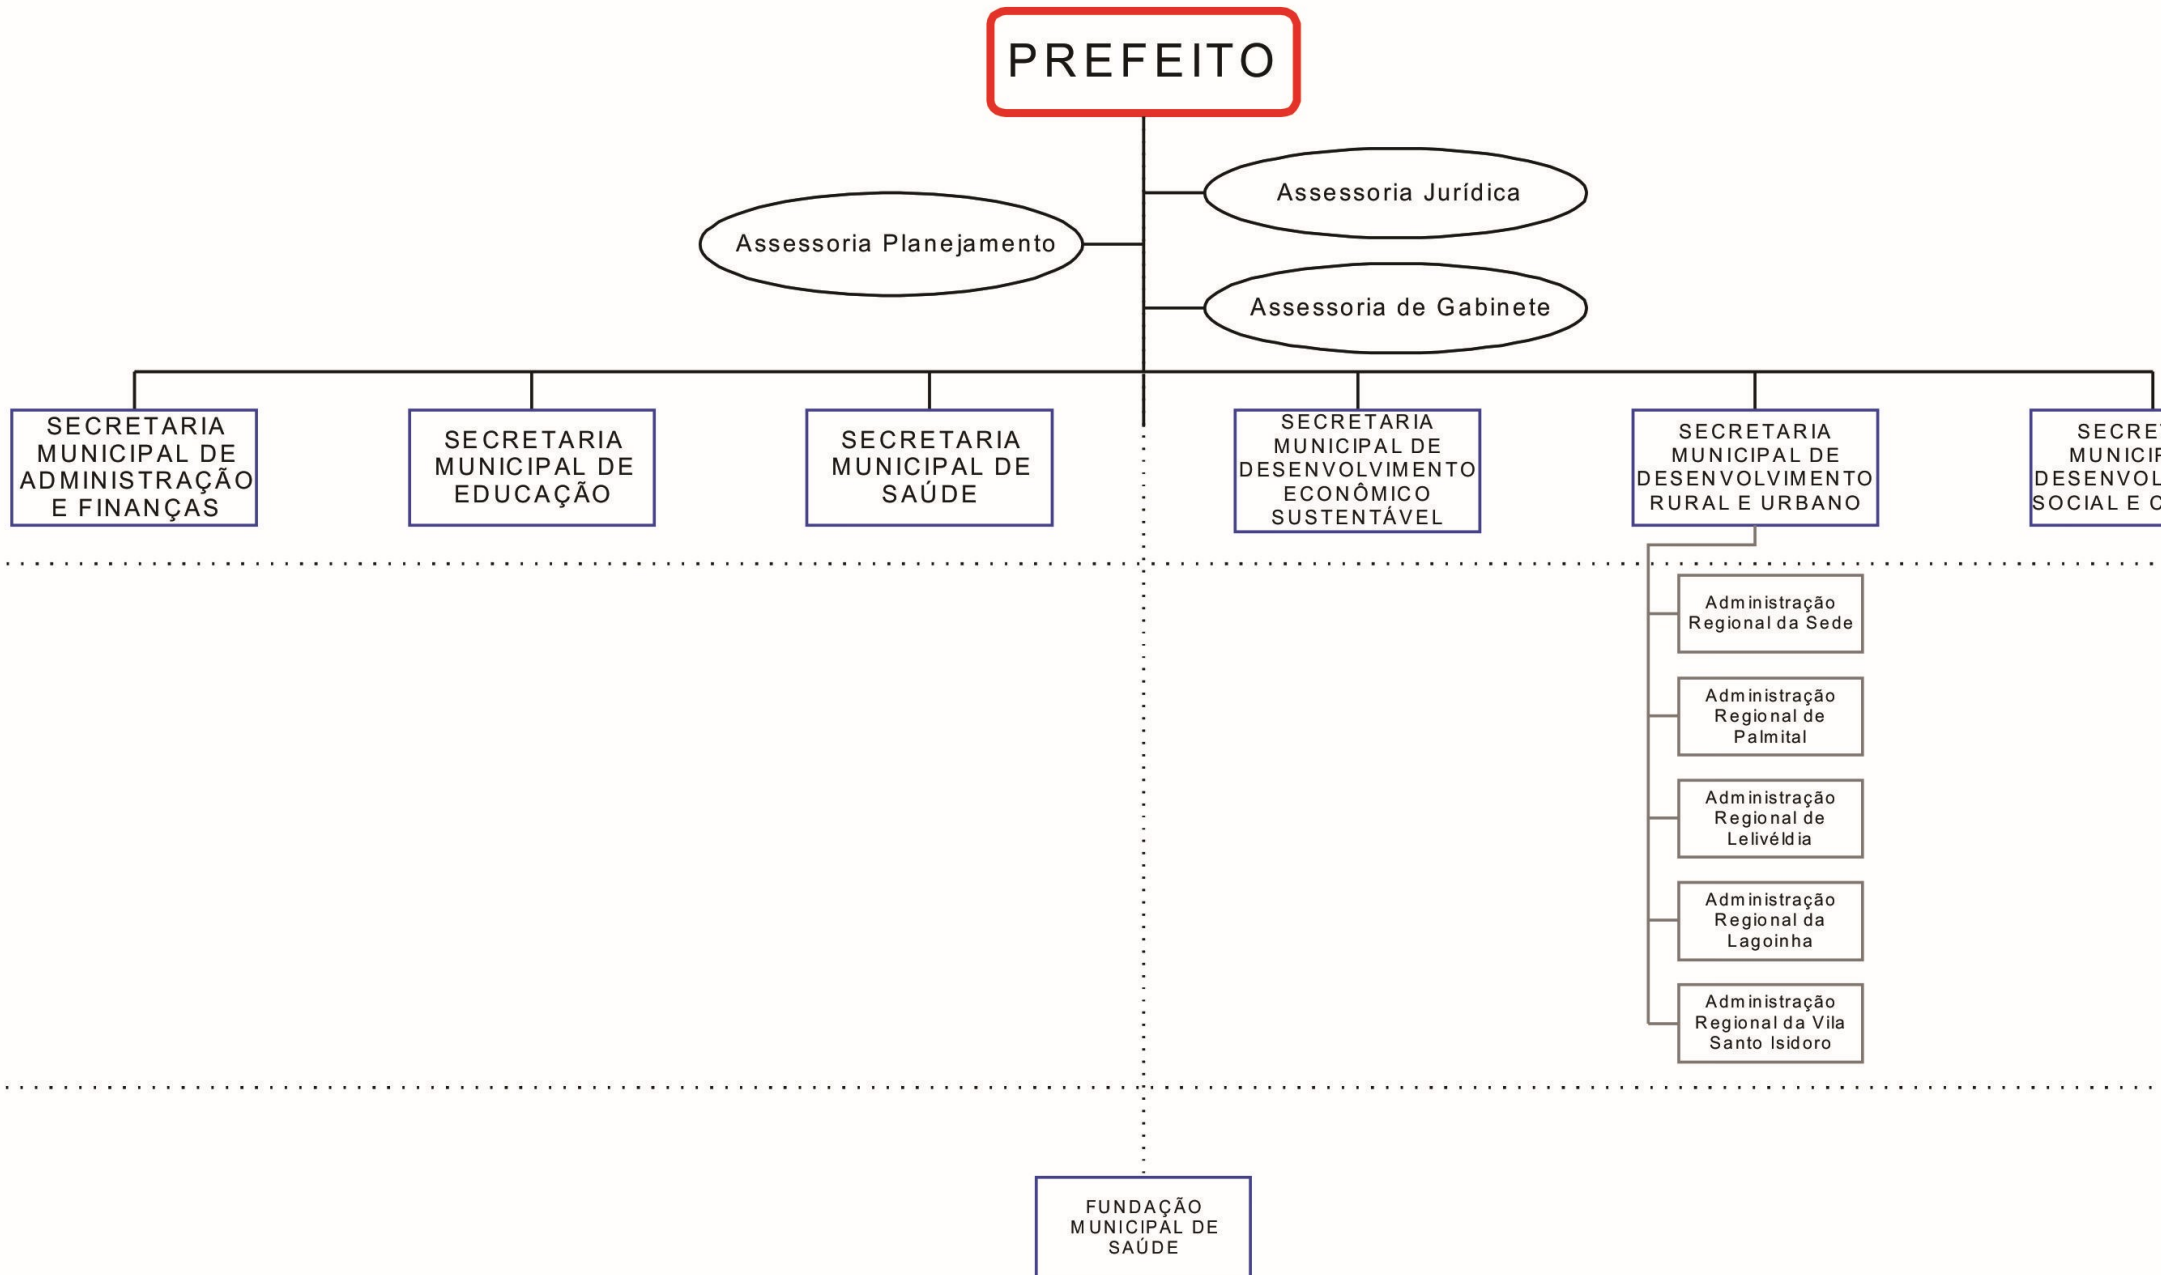 PREFEITO
Assessoria Jurídica
Assessoria Planejamento
Assessoria de Gabinete
SECRETARIA
MUNICIPAL DE
ADMINISTRAÇÃO
E FINANÇAS
SECRETARIA
MUNICIPAL DE
EDUCAÇÃO
SECRETARIA
MUNICIPAL DE
SAÚDE
SECRETARIA
MUNICIPAL DE
DESENVOLVIMENTO
ECONÔMICO
SUSTENTÁVEL
SECRETARIA
MUNICIPAL DE
DESENVOLVIMENTO
RURAL E URBANO
SOCIAL E
Administração
Regional da Sede
Administração
Regional de
Palmital
Administração
Regional de
Lelivéldia
Administração
Regional da
Lagoinha
Administração
Regional da Vila
Santo Isidoro
FUNDAÇÃO
MUNICIPAL DE
SAÚDE